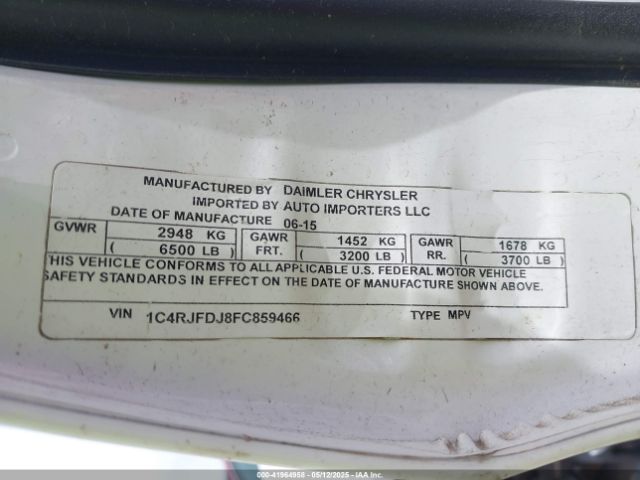 MANUFACTURED BY DAIMLER CHRYSLER
IMPORTED BY AUTO IMPORTERS LLC
DATE OF MANUFACTURE 06-15
GVWR 2948 KG GAWR 1452 KG GAWR 1678 KG
( 6500 LB ) FRT. ( 3200 LB ) RR. ( 3700 LB )
THIS VEHICLE CONFORMS TO ALL APPLICABLE U.S. FEDERAL MOTOR VEHICLE
SAFETY STANDARDS IN EFFECT ON THE DATE OF MANUFACTURE SHOWN ABOVE.
VIN 1C4RJFDJ8FC859466 TYPE MPV
000-41964958 - 05/12/2025 - IAAI.COM